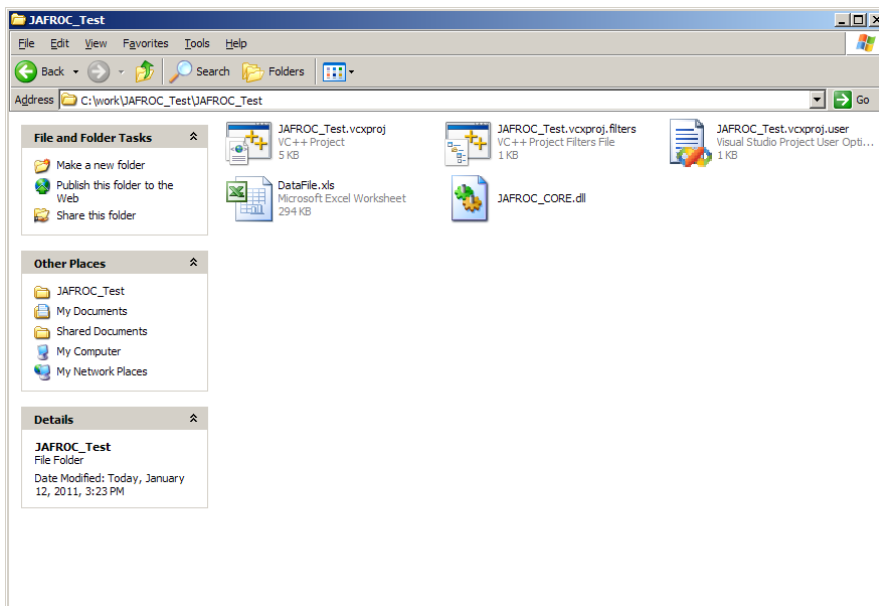 JAFROC_Test
File Edit View Favorites Tools Help
Back Search Folders
Address C:\work\JAFROC_Test\JAFROC_Test Go
File and Folder Tasks
Make a new folder
Publish this folder to the
Web
Share this folder
Other Places
JAFROC_Test
My Documents
Shared Documents
My Computer
My Network Places
Details
JAFROC_Test
File Folder
Date Modified: Today, January
12, 2011, 3:23 PM
JAFROC_Test.vcxproj
VC++ Project
5 KB
JAFROC_Test.vcxproj.filters
VC++ Project Filters File
1 KB
JAFROC_Test.vcxproj.user
Visual Studio Project User Opti...
1 KB
DataFile.xls
Microsoft Excel Worksheet
294 KB
JAFROC_CORE.dll